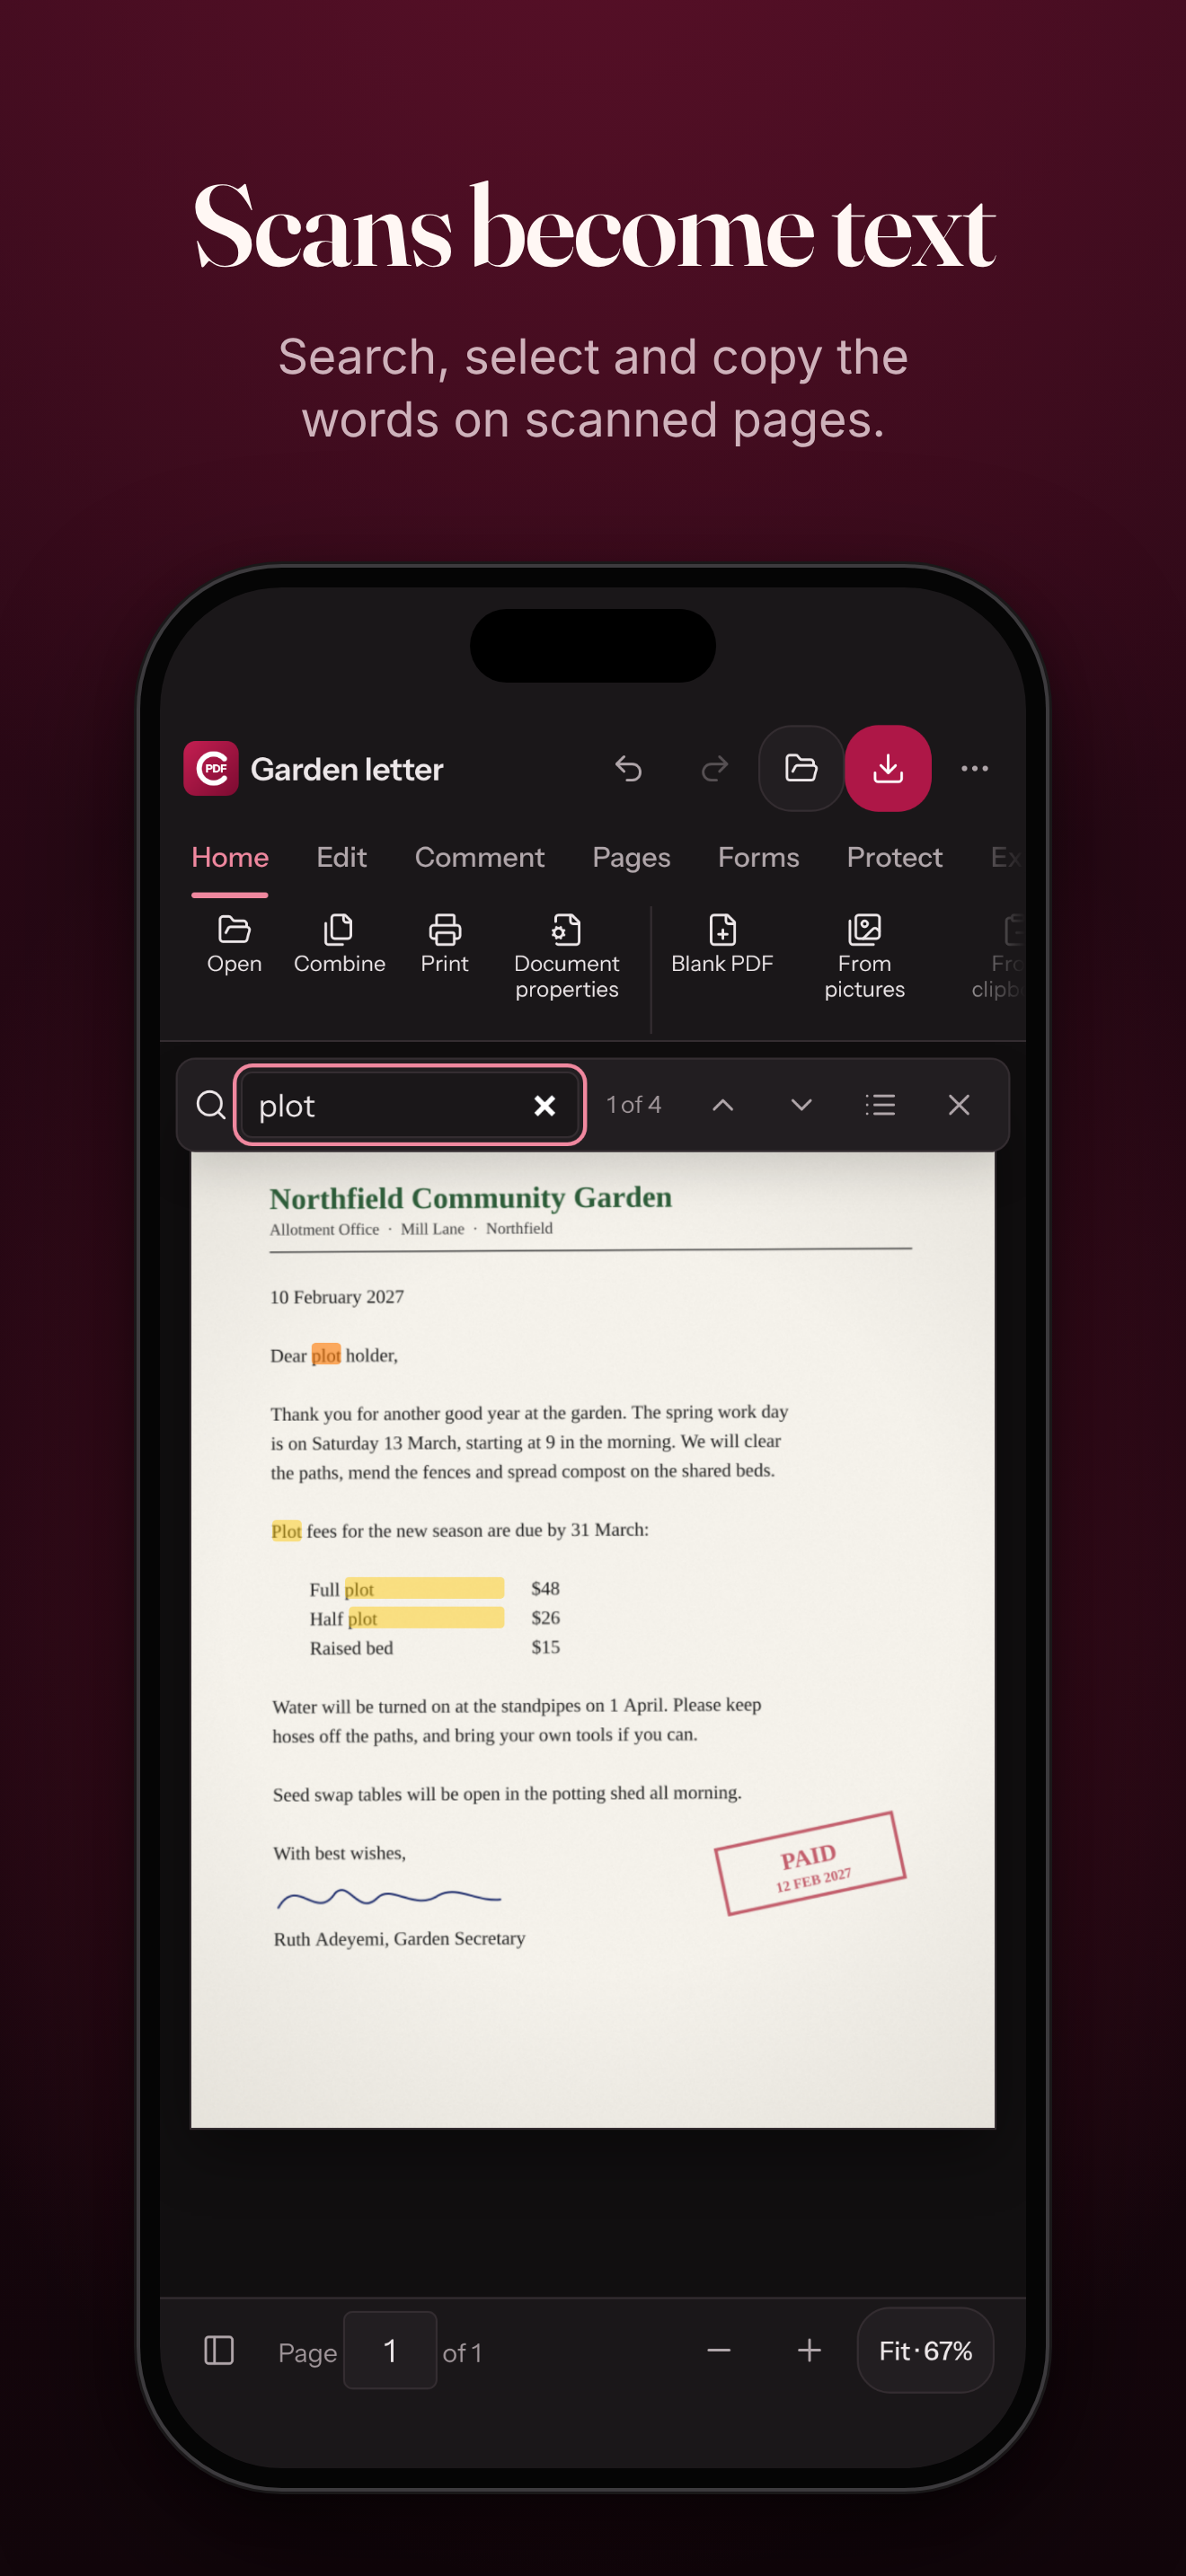 Scans become text
Search, select and copy the
words on scanned pages.
PDF
Garden letter
Home Edit Comment Pages Forms Protect Ex
Open Combine Print Document properties Blank PDF From pictures Fro clipb
plot 1 of 4
Northfield Community Garden
Allotment Office · Mill Lane · Northfield
10 February 2027
Dear plot holder,
Thank you for another good year at the garden. The spring work day
is on Saturday 13 March, starting at 9 in the morning. We will clear
the paths, mend the fences and spread compost on the shared beds.
Plot fees for the new season are due by 31 March:
Full plot $48
Half plot $26
Raised bed $15
Water will be turned on at the standpipes on 1 April. Please keep
hoses off the paths, and bring your own tools if you can.
Seed swap tables will be open in the potting shed all morning.
With best wishes,
PAID
12 FEB 2027
Ruth Adeyemi, Garden Secretary
Page 1 of 1 Fit · 67%